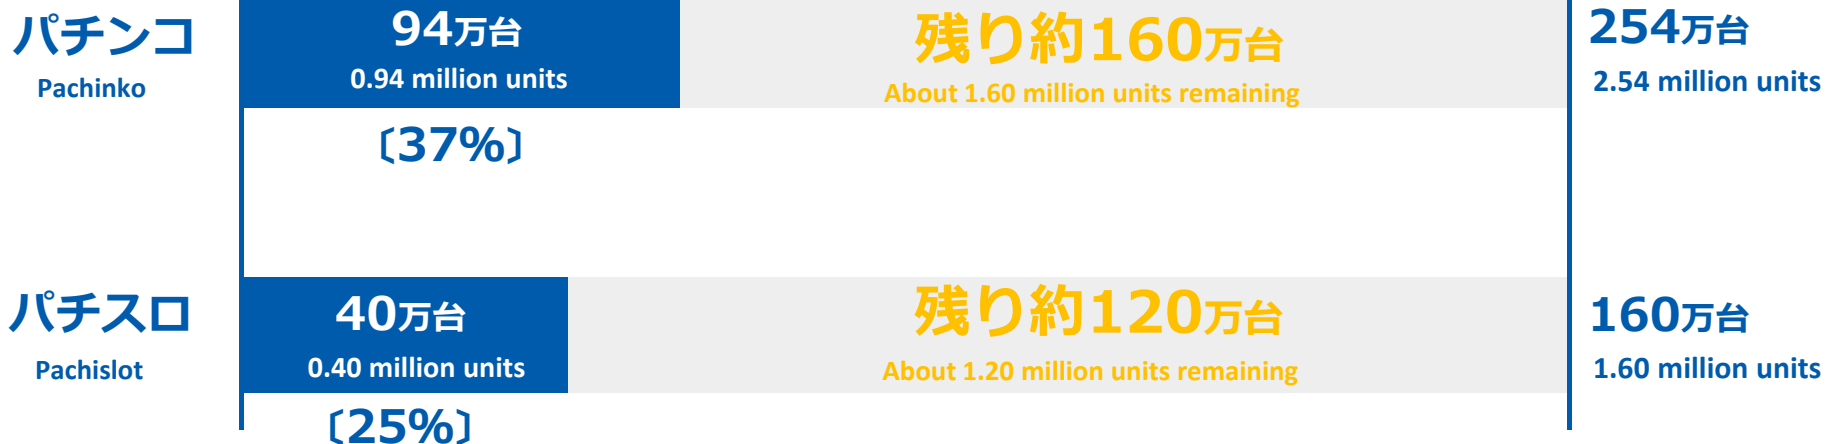 パチンコ
Pachinko
94万台
0.94 million units
〔37%〕
残り約160万台
About 1.60 million units remaining
254万台
2.54 million units
パチスロ
Pachislot
40万台
0.40 million units
〔25%〕
残り約120万台
About 1.20 million units remaining
160万台
1.60 million units